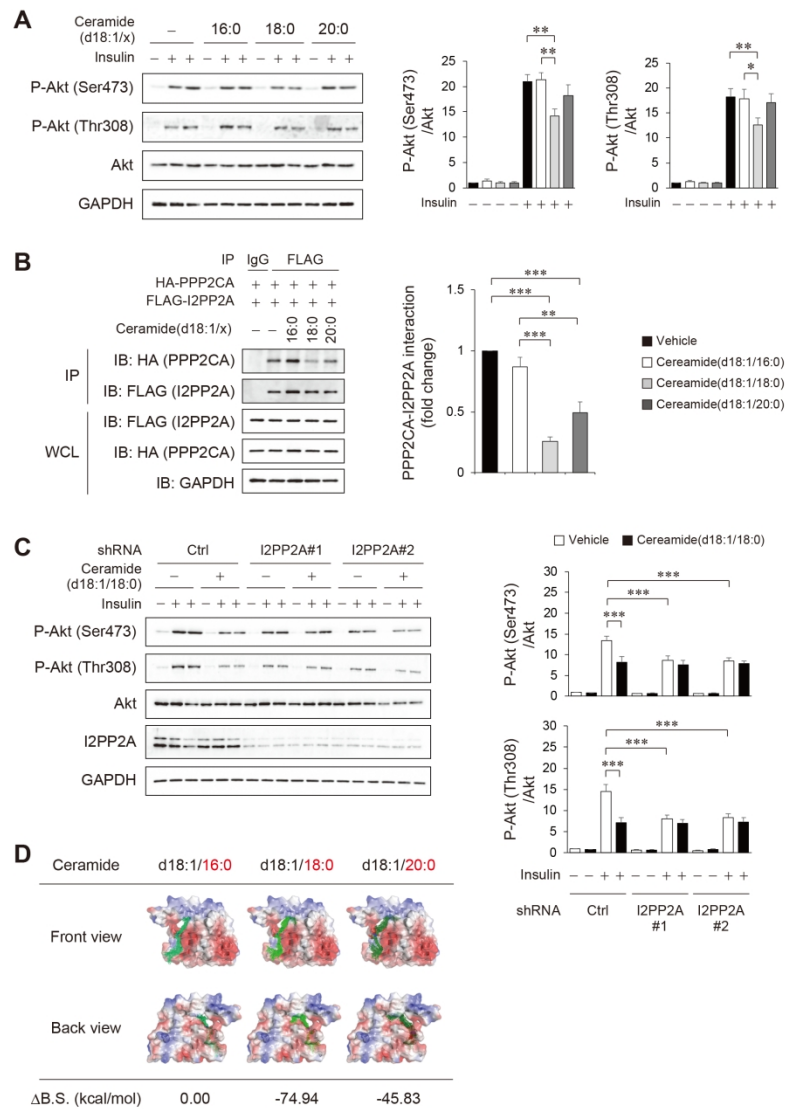 A
Ceramide (d18:1/x) – 16:0 18:0 20:0
Insulin – + + – + + – + + – + +
P-Akt (Ser473)
P-Akt (Thr308)
Akt
GAPDH
P-Akt (Ser473) /Akt
25
20
15
10
5
0
**
**
Insulin – – – – + + + +
P-Akt (Thr308) /Akt
25
20
15
10
5
0
**
*
Insulin – – – – + + + +
B
IP IgG FLAG
HA-PPP2CA + + + + +
FLAG-I2PP2A + + + + +
Ceramide(d18:1/x) – – 16:0 18:0 20:0
IP
IB: HA (PPP2CA)
IB: FLAG (I2PP2A)
WCL
IB: FLAG (I2PP2A)
IB: HA (PPP2CA)
IB: GAPDH
PPP2CA-I2PP2A interaction
(fold change)
1.5
1
0.5
0
***
***
**
***
Vehicle
Cereamide(d18:1/16:0)
Cereamide(d18:1/18:0)
Cereamide(d18:1/20:0)
C
shRNA Ctrl I2PP2A#1 I2PP2A#2
Ceramide (d18:1/18:0) – + – + – +
Insulin – + + – + + – + + – + + – + + – + +
P-Akt (Ser473)
P-Akt (Thr308)
Akt
I2PP2A
GAPDH
Vehicle Cereamide(d18:1/18:0)
P-Akt (Ser473) /Akt
30
25
20
15
10
5
0
***
***
***
P-Akt (Thr308) /Akt
30
25
20
15
10
5
0
***
***
***
Insulin – – + + – – + + – – + +
shRNA Ctrl I2PP2A #1 I2PP2A #2
D
Ceramide d18:1/16:0 d18:1/18:0 d18:1/20:0
Front view
Back view
ΔB.S. (kcal/mol) 0.00 -74.94 -45.83